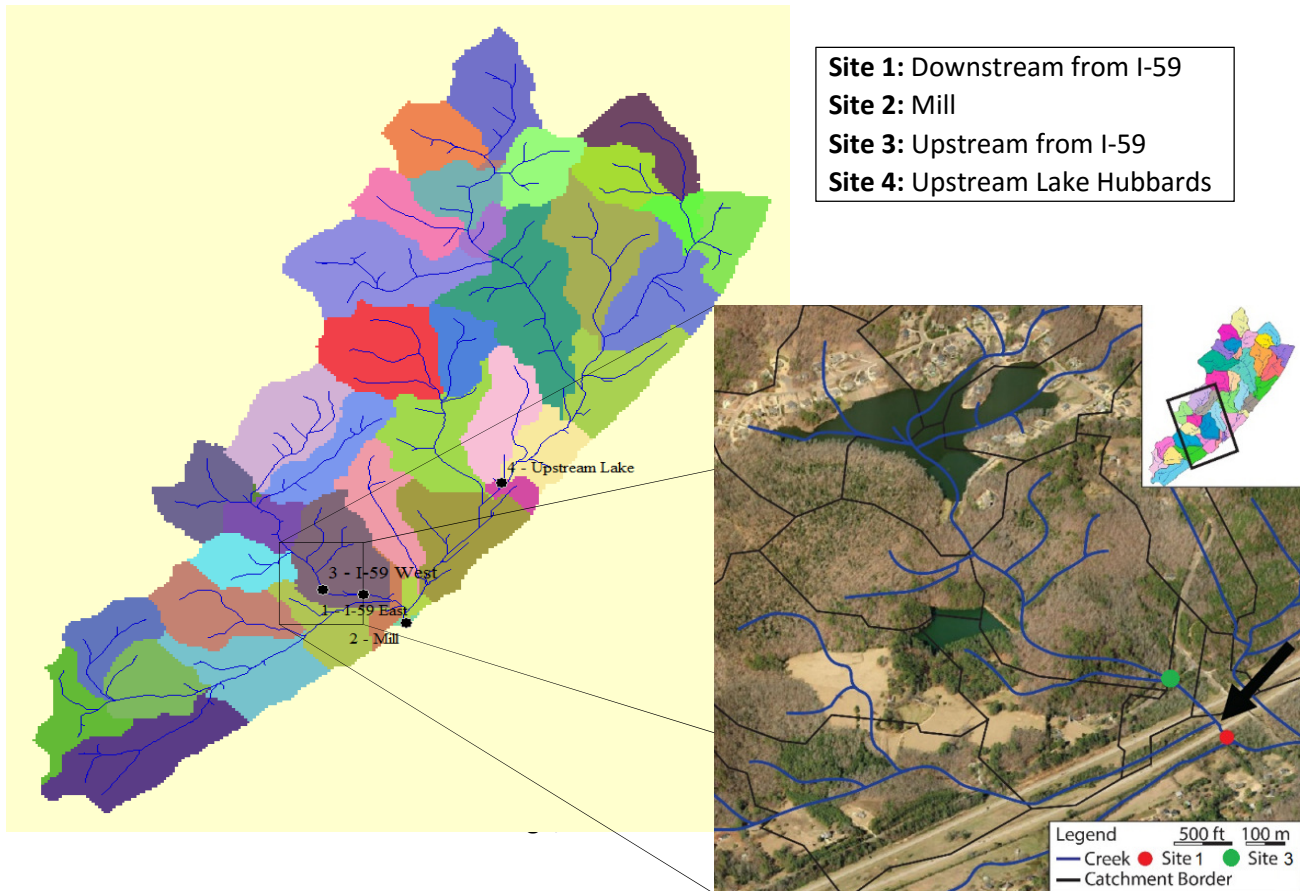 Site 1: Downstream from I-59
Site 2: Mill
Site 3: Upstream from I-59
Site 4: Upstream Lake Hubbards
4 - Upstream Lake
3 - I-59 West
1 - I-59 East
2 - Mill
Legend 500 ft 100 m
Creek Site 1 Site 3
Catchment Border